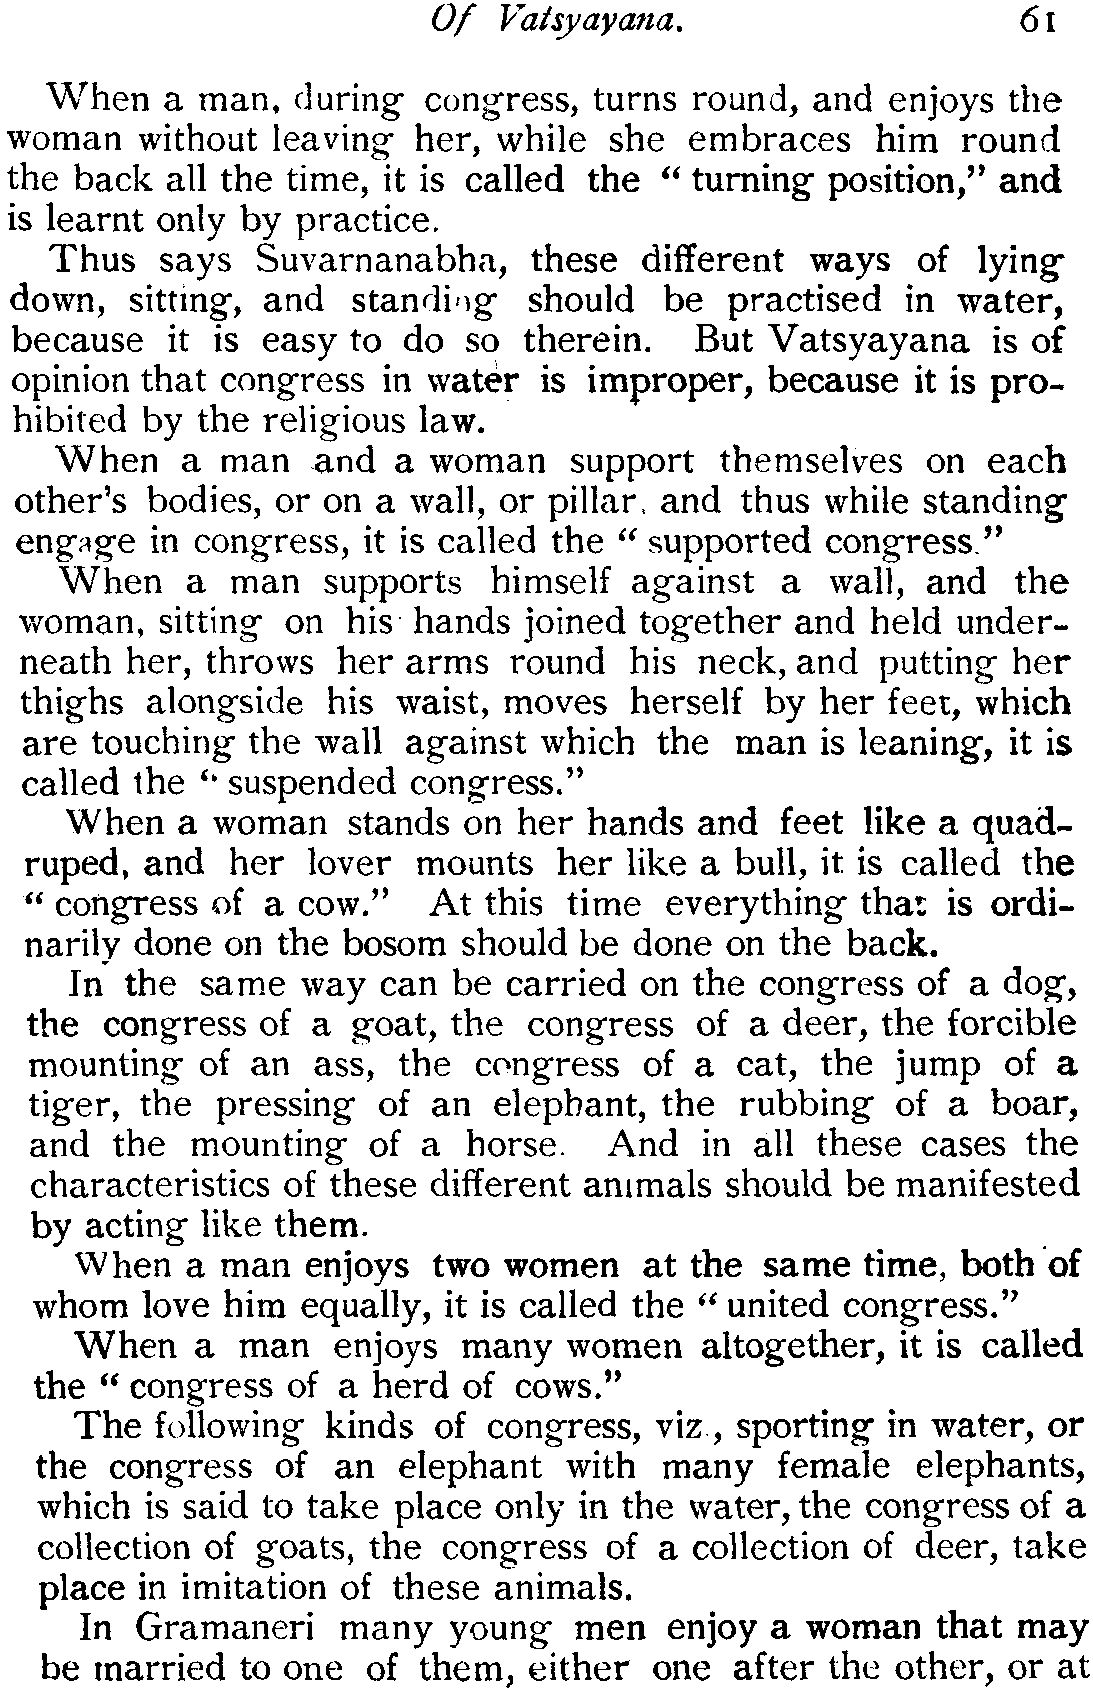 Of Vatsyayana. 61
When a man, during congress, turns round, and enjoys the
woman without leaving her, while she embraces him round
the back all the time, it is called the “ turning position,” and
is learnt only by practice.
Thus says Suvarnanabha, these different ways of lying
down, sitting, and standing should be practised in water,
because it is easy to do so therein. But Vatsyayana is of
opinion that congress in water is improper, because it is pro-
hibited by the religious law.
When a man and a woman support themselves on each
other’s bodies, or on a wall, or pillar, and thus while standing
engage in congress, it is called the “ supported congress.”
When a man supports himself against a wall, and the
woman, sitting on his hands joined together and held under-
neath her, throws her arms round his neck, and putting her
thighs alongside his waist, moves herself by her feet, which
are touching the wall against which the man is leaning, it is
called the “ suspended congress.”
When a woman stands on her hands and feet like a quad-
ruped, and her lover mounts her like a bull, it is called the
“ congress of a cow.” At this time everything that is ordi-
narily done on the bosom should be done on the back.
In the same way can be carried on the congress of a dog,
the congress of a goat, the congress of a deer, the forcible
mounting of an ass, the congress of a cat, the jump of a
tiger, the pressing of an elephant, the rubbing of a boar,
and the mounting of a horse. And in all these cases the
characteristics of these different animals should be manifested
by acting like them.
When a man enjoys two women at the same time, both of
whom love him equally, it is called the “ united congress.”
When a man enjoys many women altogether, it is called
the “ congress of a herd of cows.”
The following kinds of congress, viz., sporting in water, or
the congress of an elephant with many female elephants,
which is said to take place only in the water, the congress of a
collection of goats, the congress of a collection of deer, take
place in imitation of these animals.
In Gramaneri many young men enjoy a woman that may
be married to one of them, either one after the other, or at